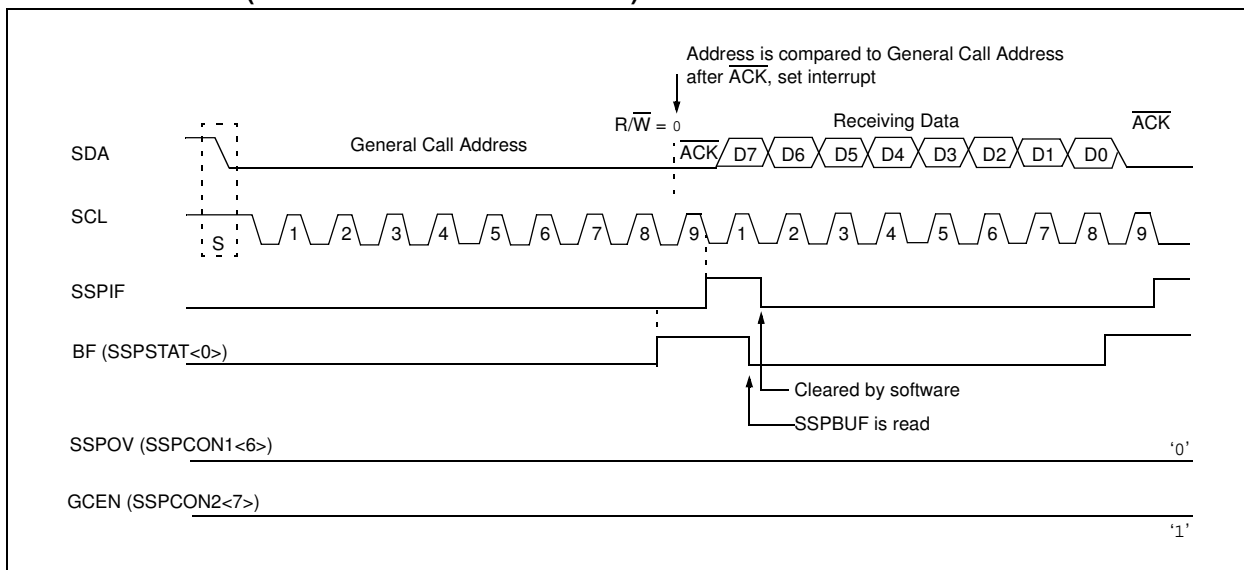 Address is compared to General Call Address
after ACK, set interrupt
R/W = 0
Receiving Data
ACK
SDA
General Call Address
ACK
D7 D6 D5 D4 D3 D2 D1 D0
SCL
S
1 2 3 4 5 6 7 8 9 1 2 3 4 5 6 7 8 9
SSPIF
BF (SSPSTAT<0>)
Cleared by software
SSPBUF is read
SSPOV (SSPCON1<6>)
‘0’
GCEN (SSPCON2<7>)
‘1’